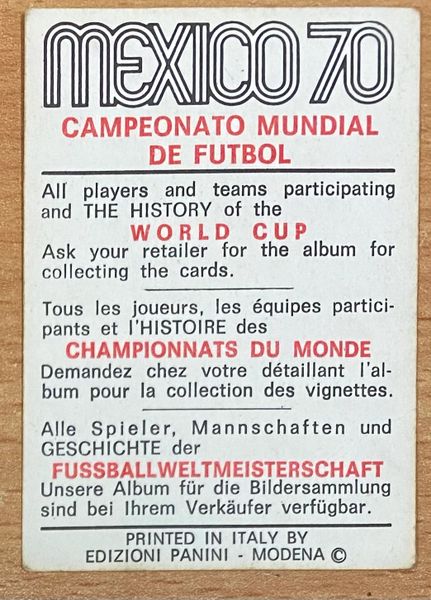 MEXICO 70
CAMPEONATO MUNDIAL
DE FUTBOL
All players and teams participating
and THE HISTORY of the
WORLD CUP
Ask your retailer for the album for
collecting the cards.
Tous les joueurs, les équipes partici-
pants et l'HISTOIRE des
CHAMPIONNATS DU MONDE
Demandez chez votre détaillant l'al-
bum pour la collection des vignettes.
Alle Spieler, Mannschaften und
GESCHICHTE der
FUSSBALLWELTMEISTERSCHAFT
Unsere Album für die Bildersammlung
sind bei Ihrem Verkäufer verfügbar.
PRINTED IN ITALY BY
EDIZIONI PANINI - MODENA ©